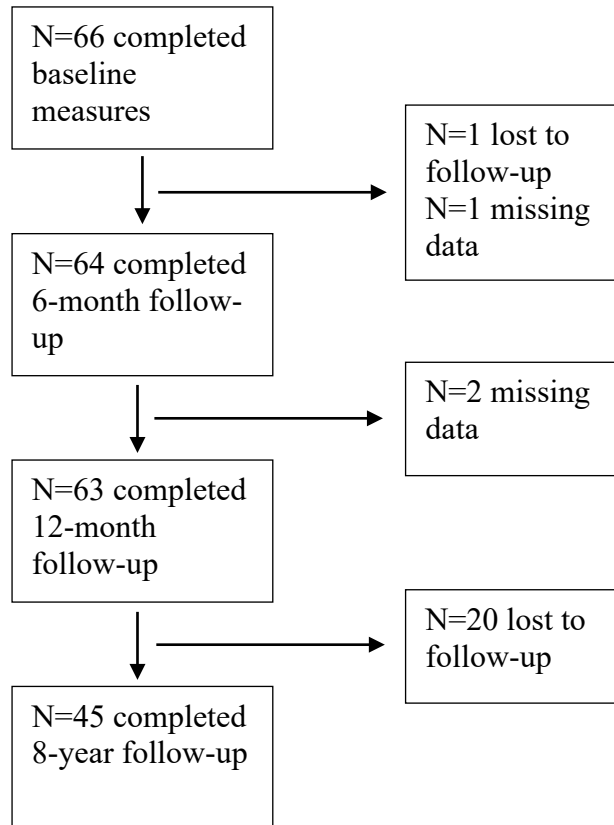 N=66 completed
baseline
measures
N=1 lost to
follow-up
N=1 missing
data
N=64 completed
6-month follow-
up
N=2 missing
data
N=63 completed
12-month
follow-up
N=20 lost to
follow-up
N=45 completed
8-year follow-up